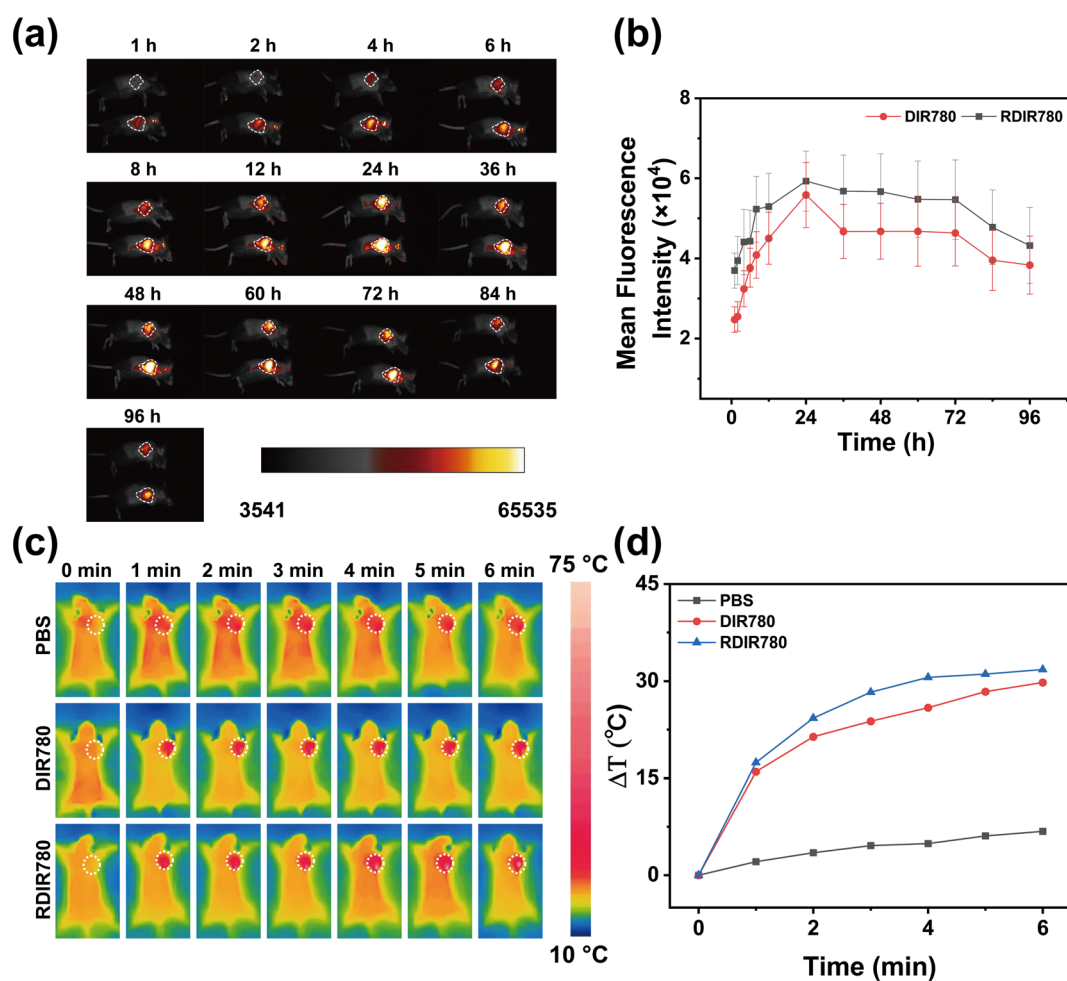 (a)
1 h 2 h 4 h 6 h
8 h 12 h 24 h 36 h
48 h 60 h 72 h 84 h
96 h
3541 65535
(b)
DIR780 RDIR780
Mean Fluorescence
Intensity (×10⁴)
8
6
4
2
0 24 48 72 96
Time (h)
(c)
0 min 1 min 2 min 3 min 4 min 5 min 6 min
75 °C
PBS
DIR780
RDIR780
10 °C
(d)
PBS
DIR780
RDIR780
ΔT (℃)
45
30
15
0
0 2 4 6
Time (min)